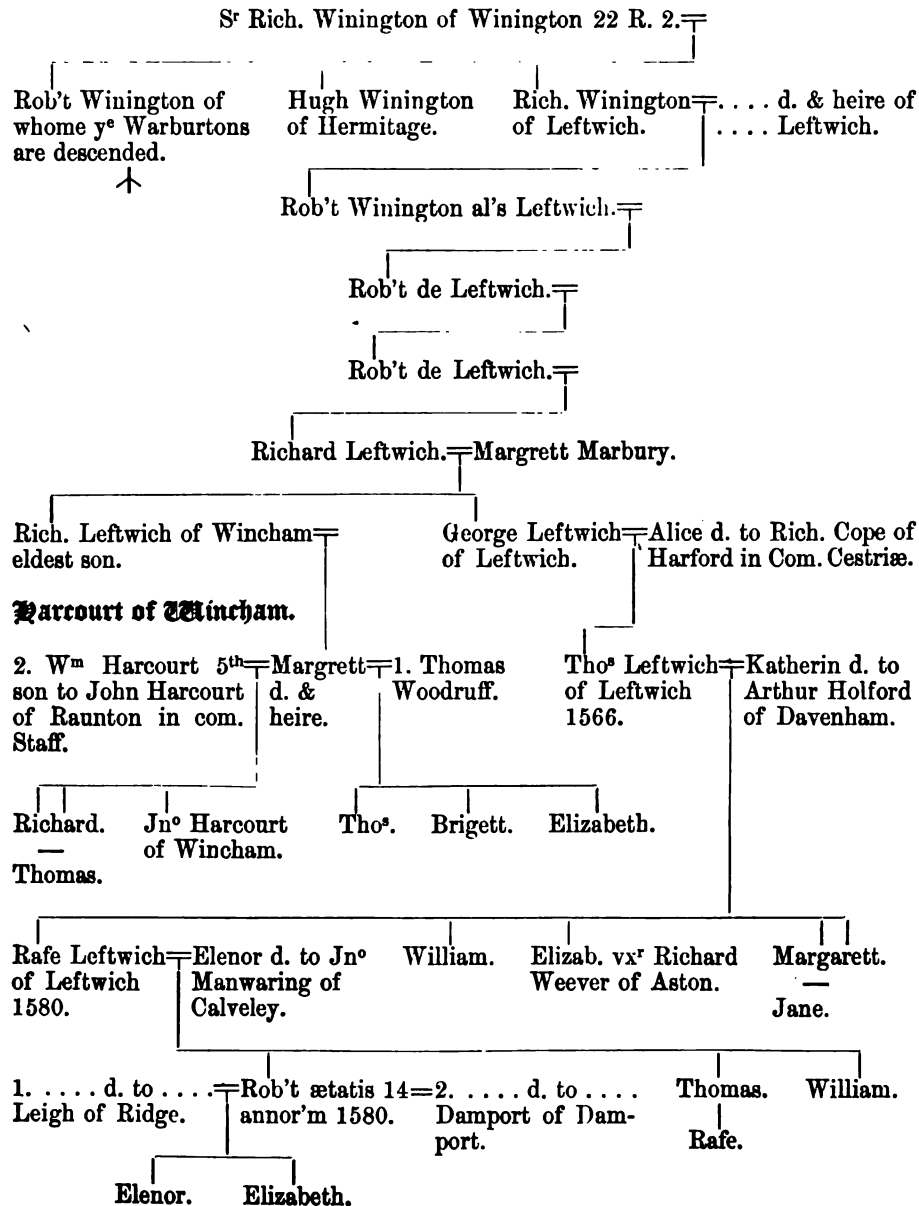 Sʳ Rich. Winington of Winington 22 R. 2.
Rob't Winington of
whome yᵉ Warburtons
are descended.
Hugh Winington
of Hermitage.
Rich. Winington
of Leftwich.
. . . . d. & heire of
. . . . Leftwich.
Rob't Winington al's Leftwich.
Rob't de Leftwich.
Rob't de Leftwich.
Richard Leftwich.
Margrett Marbury.
Rich. Leftwich of Wincham
eldest son.
George Leftwich
of Leftwich.
Alice d. to Rich. Cope of
Harford in Com. Cestriæ.
Harcourt of Wincham.
2. Wᵐ Harcourt 5ᵗʰ
son to John Harcourt
of Raunton in com.
Staff.
Margrett
d. &
heire.
1. Thomas
Woodruff.
Thoˢ Leftwich
of Leftwich
1566.
Katherin d. to
Arthur Holford
of Davenham.
Richard.
—
Thomas.
Jnᵒ Harcourt
of Wincham.
Thoˢ.
Brigett.
Elizabeth.
Rafe Leftwich
of Leftwich
1580.
Elenor d. to Jnᵒ
Manwaring of
Calveley.
William.
Elizab. vxʳ Richard
Weever of Aston.
Margarett.
—
Jane.
1. . . . . . d. to . . . .
Leigh of Ridge.
Rob't ætatis 14
annor'm 1580.
2. . . . . . d. to . . . .
Damport of Dam-
port.
Thomas.
William.
Rafe.
Elenor.
Elizabeth.